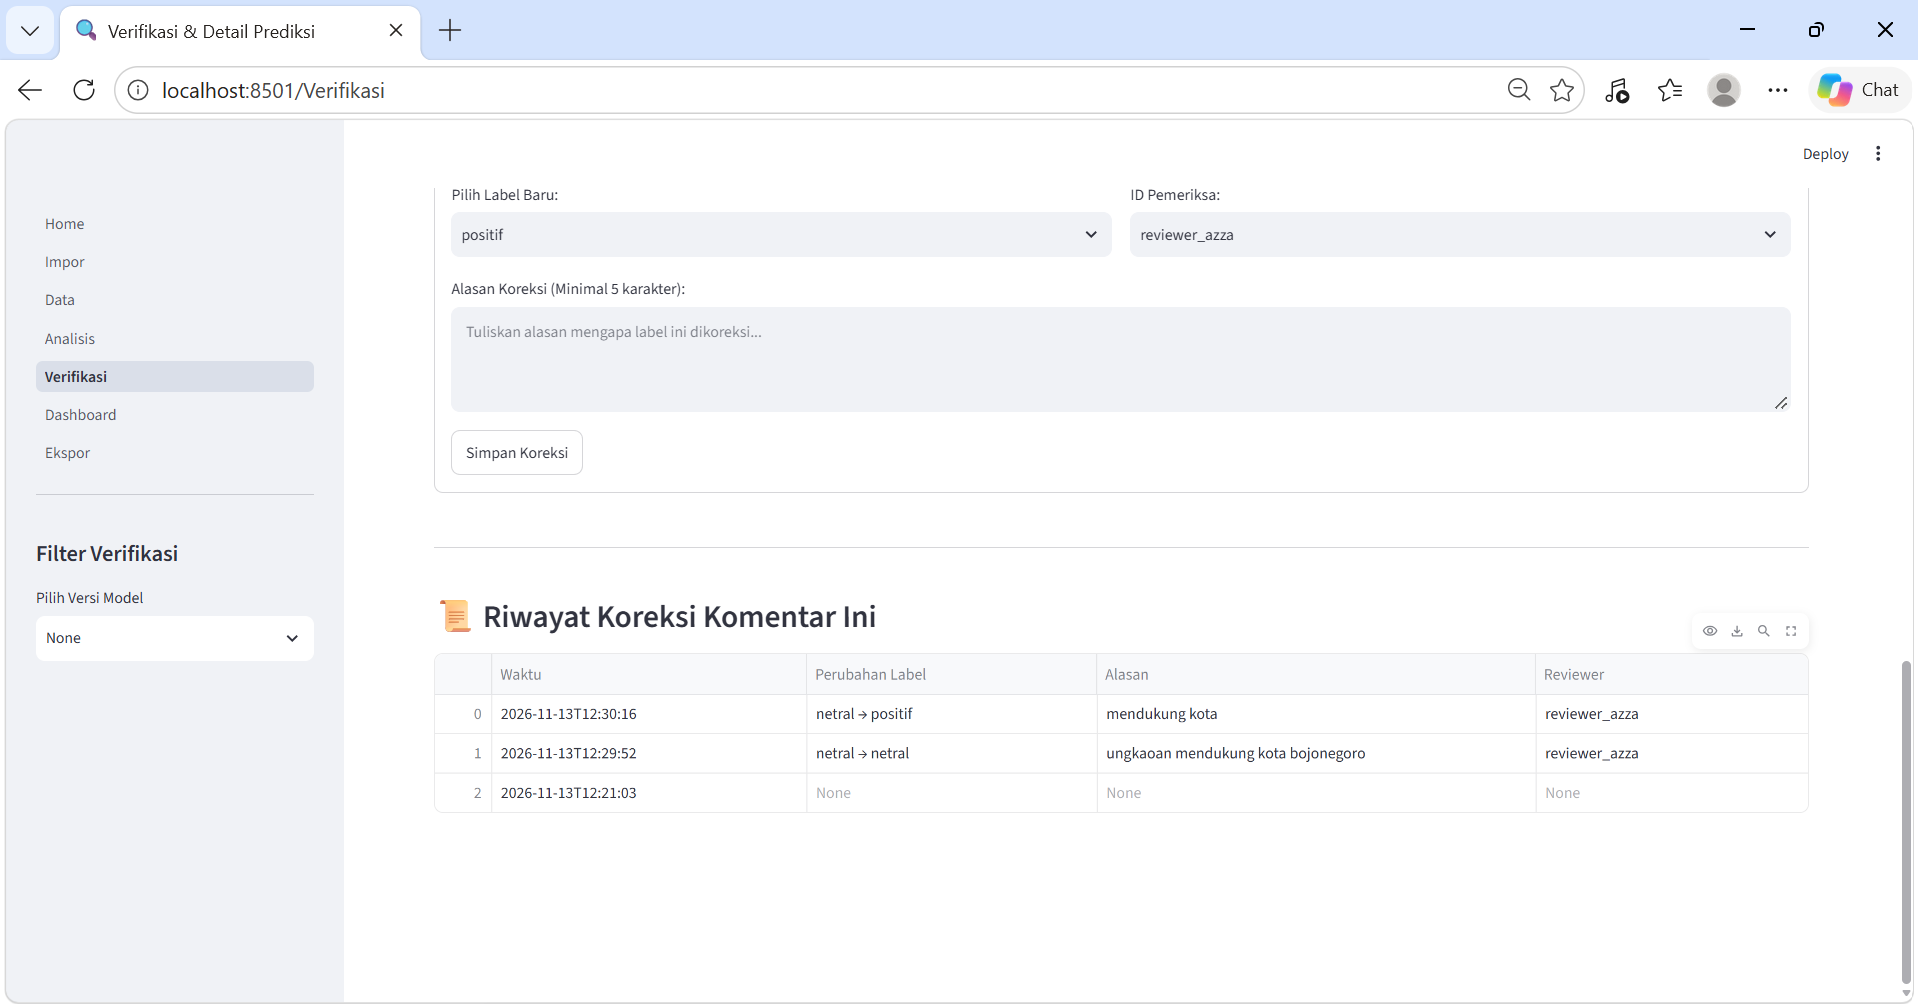 Verifikasi & Detail Prediksi
localhost:8501/Verifikasi
Chat
Deploy
Home
Impor
Data
Analisis
Verifikasi
Dashboard
Ekspor
Filter Verifikasi
Pilih Versi Model
None
Pilih Label Baru:
positif
ID Pemeriksa:
reviewer_azza
Alasan Koreksi (Minimal 5 karakter):
Tuliskan alasan mengapa label ini dikoreksi...
Simpan Koreksi
Riwayat Koreksi Komentar Ini
Waktu Perubahan Label Alasan Reviewer
0 2026-11-13T12:30:16 netral → positif mendukung kota reviewer_azza
1 2026-11-13T12:29:52 netral → netral ungkaoan mendukung kota bojonegoro reviewer_azza
2 2026-11-13T12:21:03 None None None